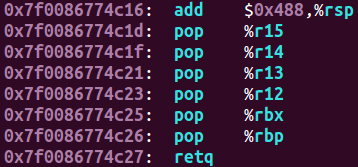 0x7f0086774c16: add $0x488,%rsp
0x7f0086774c1d: pop %r15
0x7f0086774c1f: pop %r14
0x7f0086774c21: pop %r13
0x7f0086774c23: pop %r12
0x7f0086774c25: pop %rbx
0x7f0086774c26: pop %rbp
0x7f0086774c27: retq